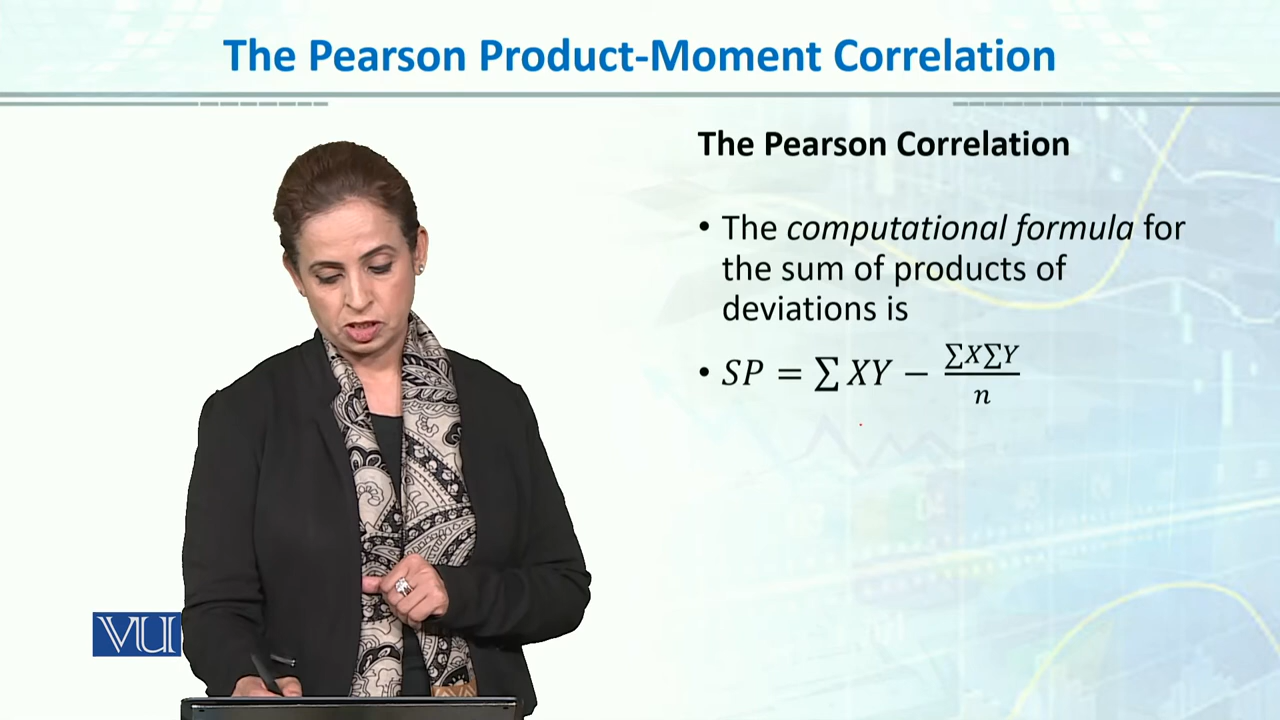 The Pearson Product-Moment Correlation
The Pearson Correlation
• The computational formula for
the sum of products of
deviations is
• SP = ∑ XY − ∑X∑Y / n
VU